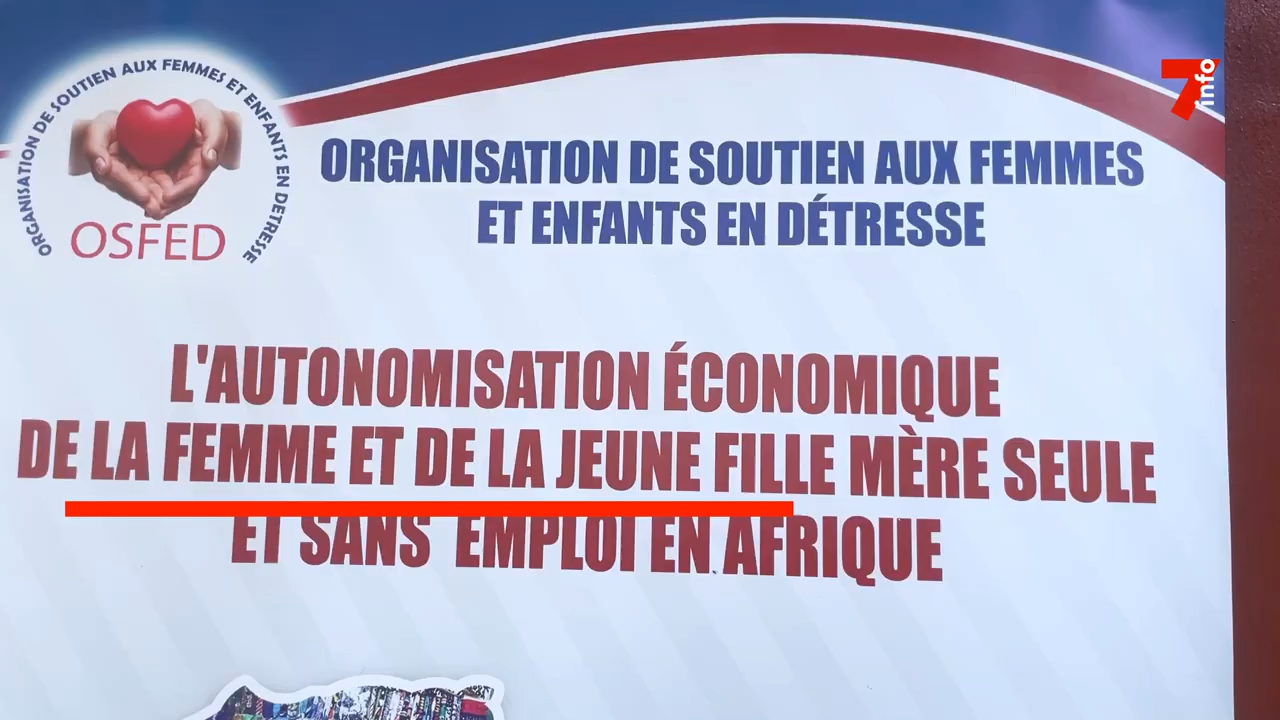 7info
ORGANISATION DE SOUTIEN AUX FEMMES ET ENFANTS EN DETRESSE
OSFED
ORGANISATION DE SOUTIEN AUX FEMMES
ET ENFANTS EN DÉTRESSE
L'AUTONOMISATION ÉCONOMIQUE
DE LA FEMME ET DE LA JEUNE FILLE MÈRE SEULE
ET SANS EMPLOI EN AFRIQUE